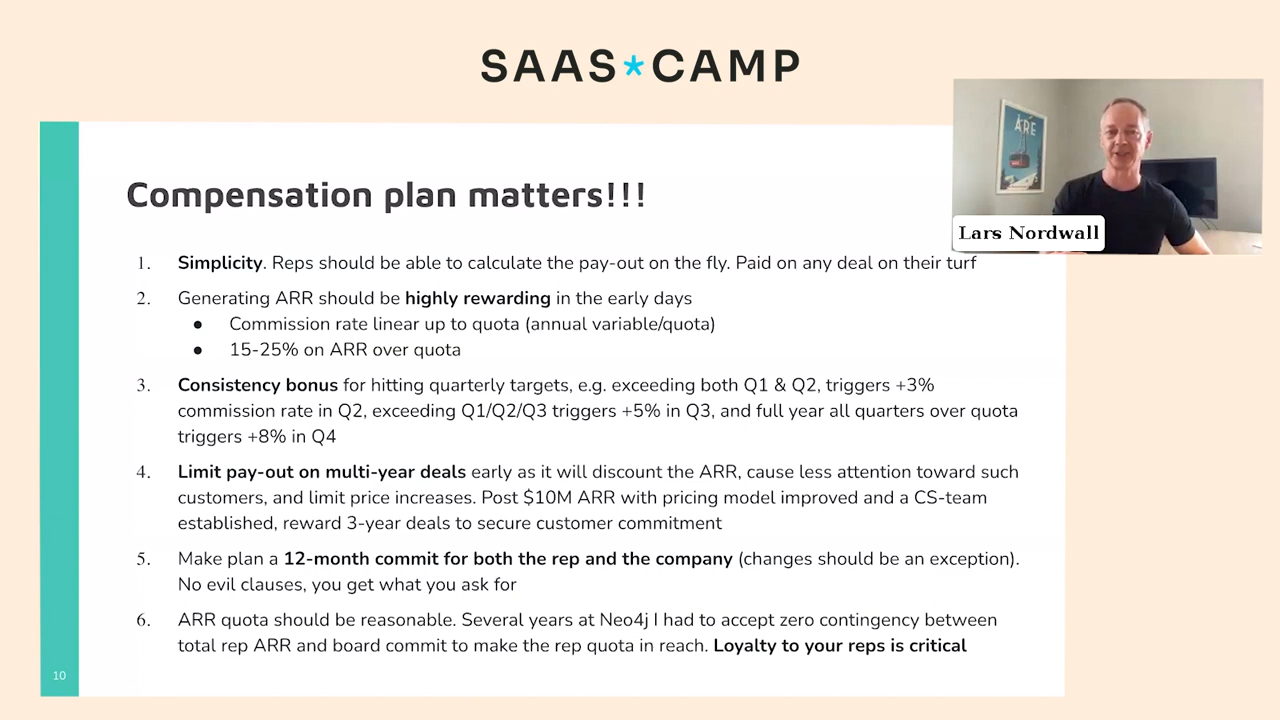 SAAS*CAMP
ÅRE
Lars Nordwall
Compensation plan matters!!!
1. Simplicity. Reps should be able to calculate the pay-out on the fly. Paid on any deal on their turf
2. Generating ARR should be highly rewarding in the early days
● Commission rate linear up to quota (annual variable/quota)
● 15-25% on ARR over quota
3. Consistency bonus for hitting quarterly targets, e.g. exceeding both Q1 & Q2, triggers +3%
commission rate in Q2, exceeding Q1/Q2/Q3 triggers +5% in Q3, and full year all quarters over quota
triggers +8% in Q4
4. Limit pay-out on multi-year deals early as it will discount the ARR, cause less attention toward such
customers, and limit price increases. Post $10M ARR with pricing model improved and a CS-team
established, reward 3-year deals to secure customer commitment
5. Make plan a 12-month commit for both the rep and the company (changes should be an exception).
No evil clauses, you get what you ask for
6. ARR quota should be reasonable. Several years at Neo4j I had to accept zero contingency between
total rep ARR and board commit to make the rep quota in reach. Loyalty to your reps is critical
10